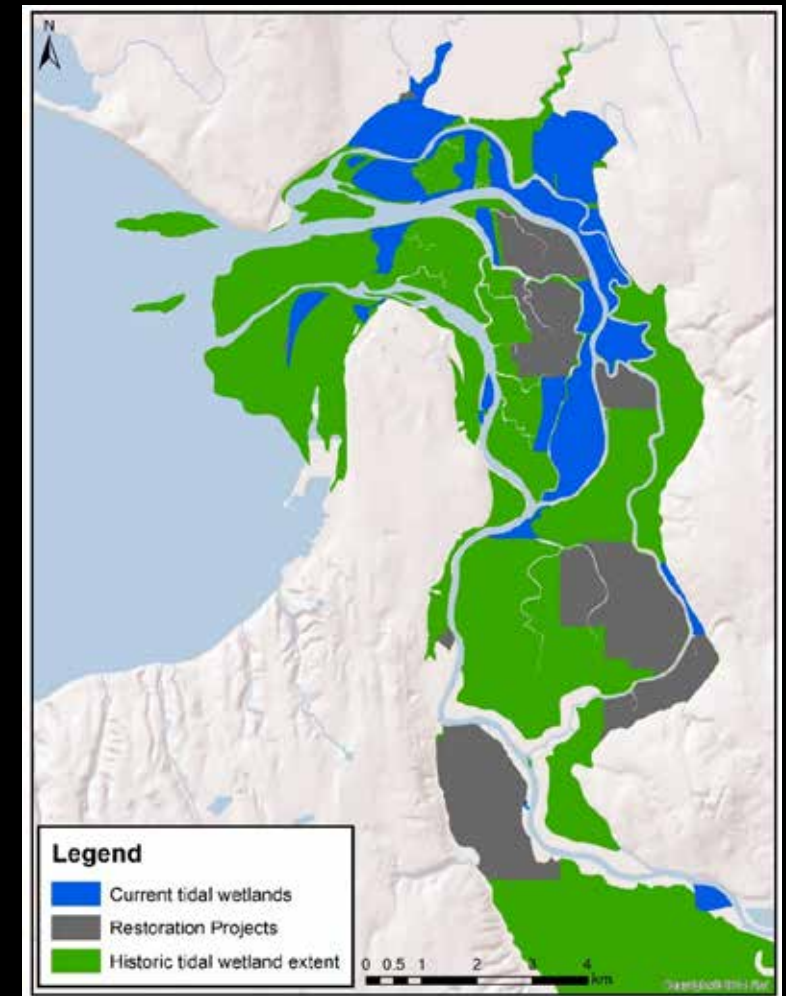 N
Legend
Current tidal wetlands
Restoration Projects
Historic tidal wetland extent
0 0.5 1 2 3 4
km